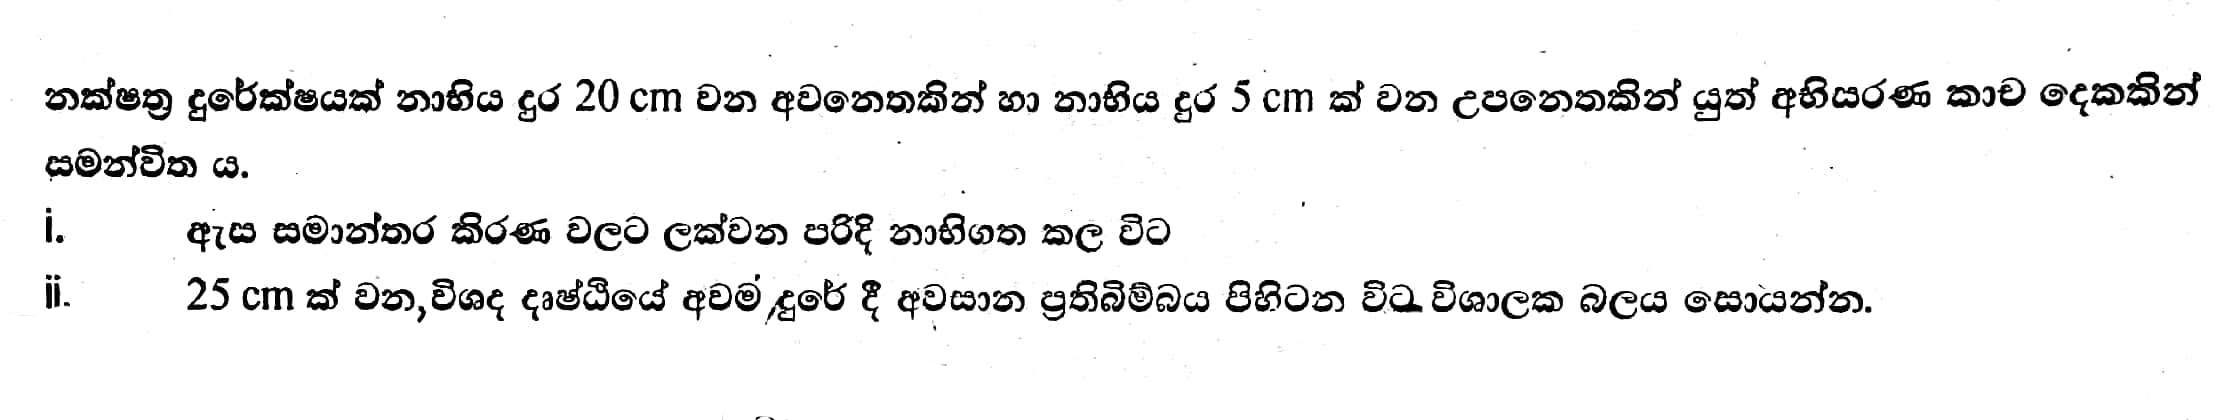 නක්ෂත්‍ර දුරේක්ෂයක් නාභිය දුර 20 cm වන අවනෙතකින් හා නාභිය දුර 5 cm ක් වන උපනෙතකින් යුත් අභිසරණ කාච දෙකකින්
සමන්විත ය.
i. ඇස සමාන්තර කිරණ වලට ලක්වන පරිදි නාභිගත කල විට
ii. 25 cm ක් වන, විශද දෘෂ්ඨියේ අවම දුරේ දී අවසාන ප්‍රතිබිම්බය පිහිටන විට විශාලක බලය සොයන්න.